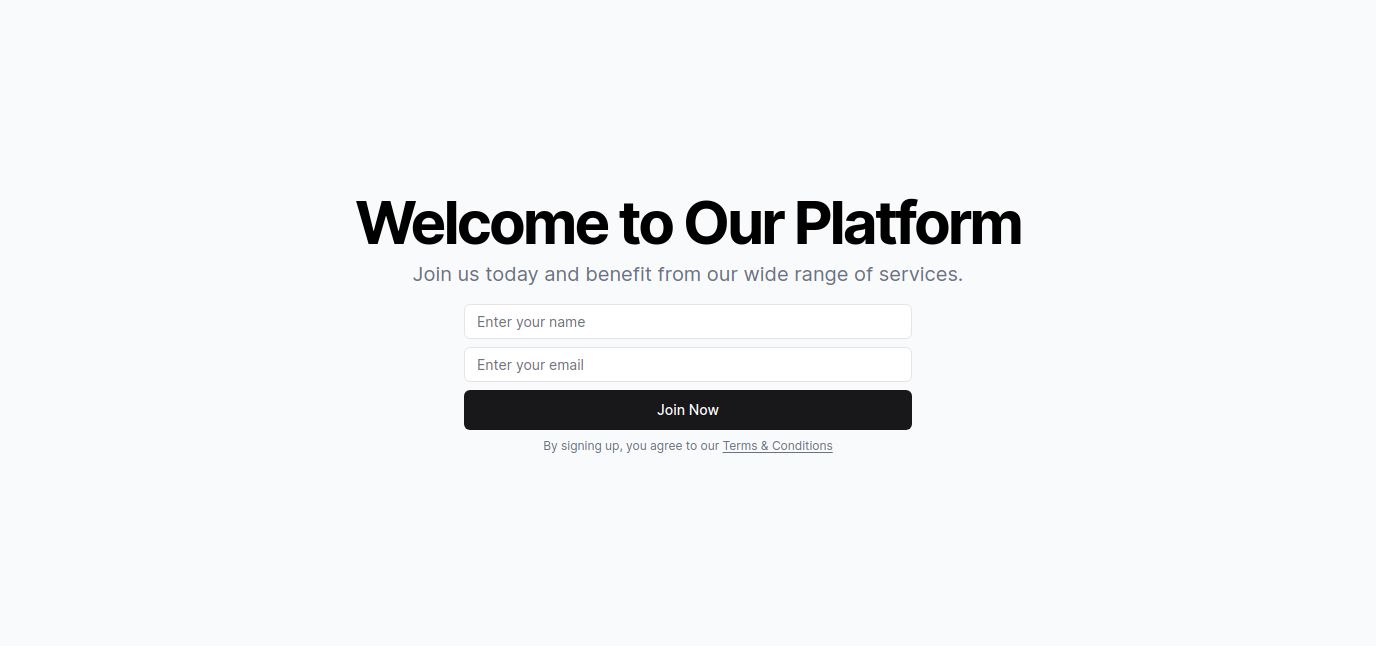 Welcome to Our Platform
Join us today and benefit from our wide range of services.
Enter your name
Enter your email
Join Now
By signing up, you agree to our Terms & Conditions